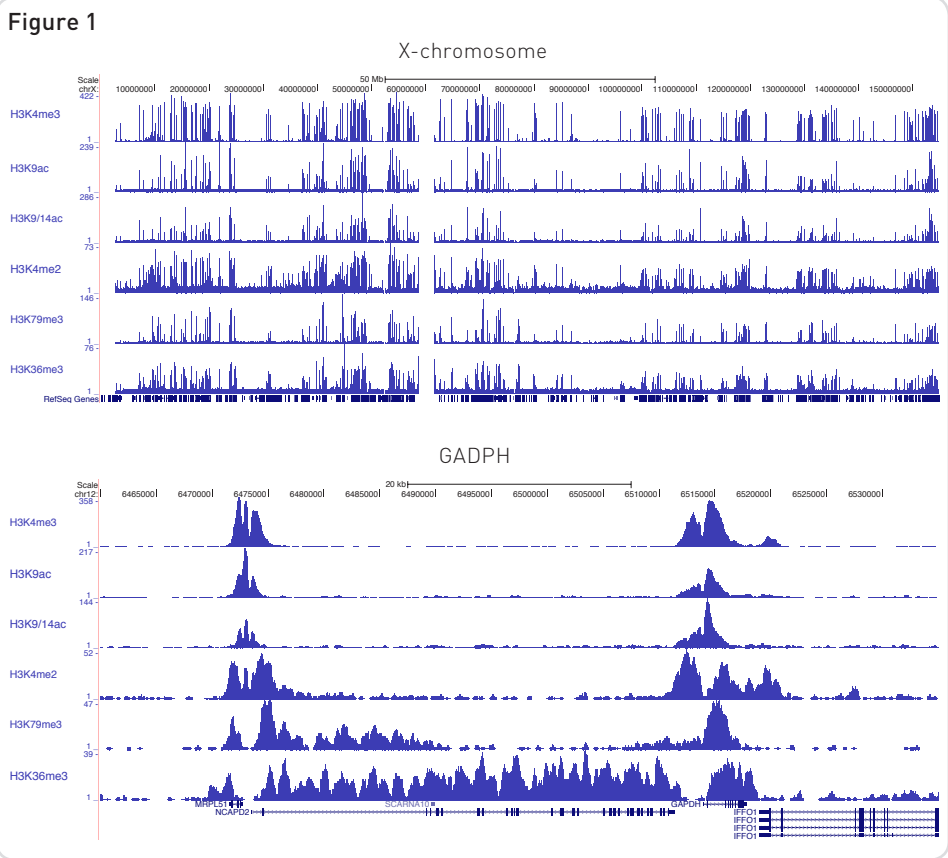 Figure 1
X-chromosome
Scale 50 Mb
chrX: 10000000 20000000 30000000 40000000 50000000 60000000 70000000 80000000 90000000 100000000 110000000 120000000 130000000 140000000 150000000
422
H3K4me3
1
239
H3K9ac
1
286
H3K9/14ac
1
73
H3K4me2
1
146
H3K79me3
1
76
H3K36me3
1
RefSeq Genes
GADPH
Scale 20 kb
chr12: 6465000 6470000 6475000 6480000 6485000 6490000 6495000 6500000 6505000 6510000 6515000 6520000 6525000 6530000
358
H3K4me3
1
217
H3K9ac
1
144
H3K9/14ac
1
52
H3K4me2
1
47
H3K79me3
1
39
H3K36me3
1
MRPL51 SCARNA10 GAPDH
NCAPD2 IFFO1
IFFO1
IFFO1
IFFO1